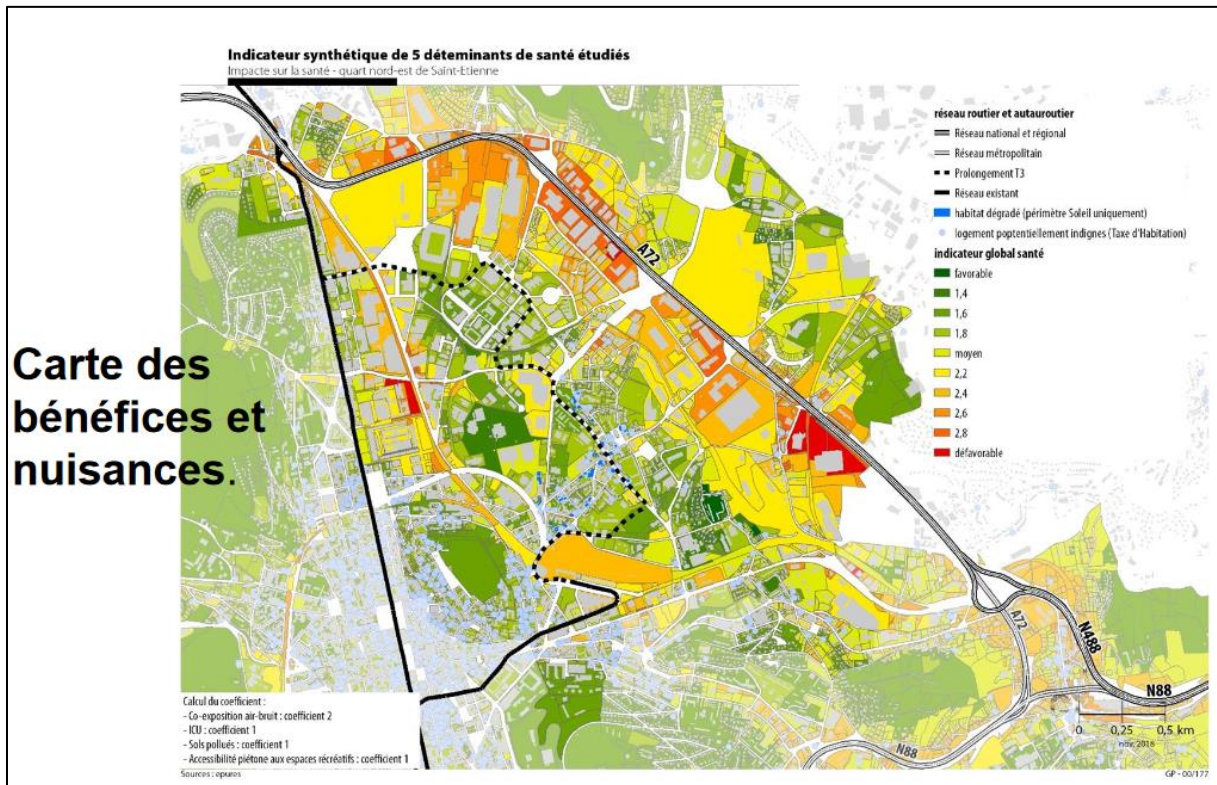 Indicateur synthétique de 5 déteminants de santé étudiés
Impacte sur la santé - quart nord-est de Saint-Etienne
Carte des
bénéfices et
nuisances.
réseau routier et autauroutier
Réseau national et régional
Réseau métropolitain
Prolongement T3
Réseau existant
habitat dégradé (périmètre Soleil uniquement)
logement poptentiellement indignes (Taxe d'Habitation)
indicateur global santé
favorable
1,4
1,6
1,8
moyen
2,2
2,4
2,6
2,8
défavorable
A72
A72
N488
N88
N88
0 0,25 0,5 km
nov. 2016
Calcul du coefficient :
- Co-exposition air-bruit : coefficient 2
- ICU : coefficient 1
- Sols pollués : coefficient 1
- Accessibilité piétonne aux espaces récréatifs : coefficient 1
Sources : epures
GP - 00/177